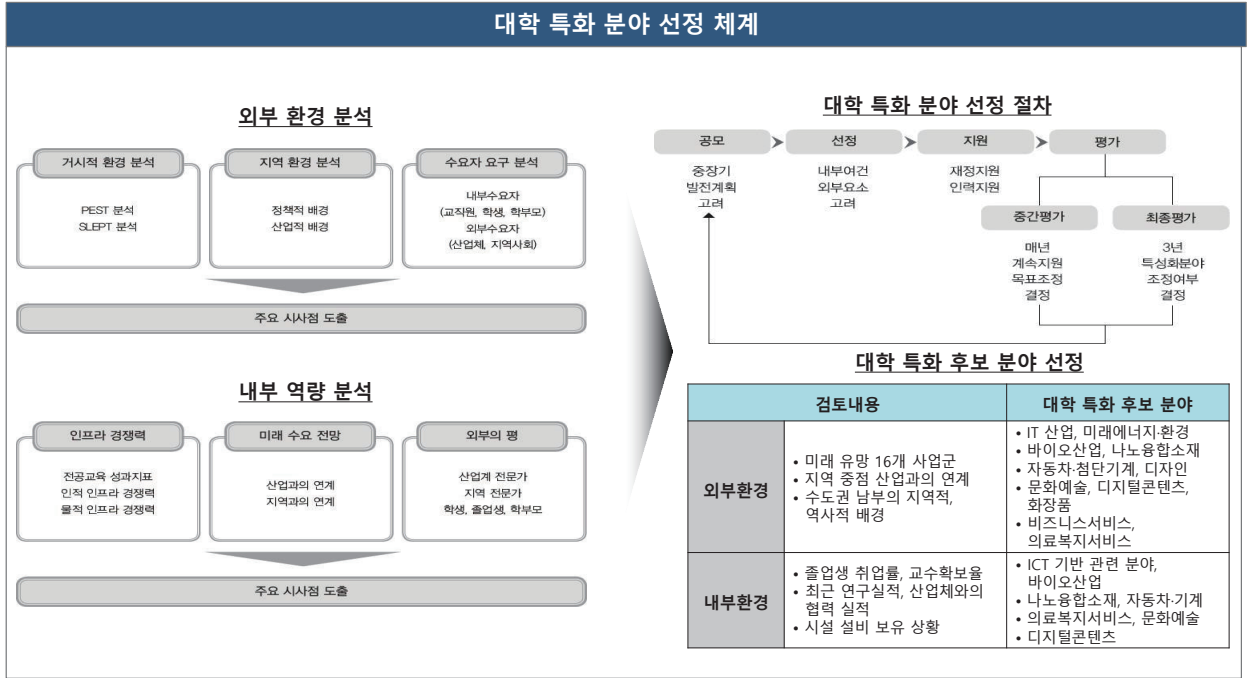 대학 특화 분야 선정 체계
외부 환경 분석
거시적 환경 분석
PEST 분석
SLEPT 분석
지역 환경 분석
정책적 배경
산업적 배경
수요자 요구 분석
내부수요자
(교직원, 학생, 학부모)
외부수요자
(산업체, 지역사회)
주요 시사점 도출
내부 역량 분석
인프라 경쟁력
전공교육 성과지표
인적 인프라 경쟁력
물적 인프라 경쟁력
미래 수요 전망
산업과의 연계
지역과의 연계
외부의 평
산업계 전문가
지역 전문가
학생, 졸업생, 학부모
주요 시사점 도출
대학 특화 분야 선정 절차
공모
중장기
발전계획
고려
선정
내부여건
외부요소
고려
지원
재정지원
인력지원
평가
중간평가
매년
계속지원
목표조정
결정
최종평가
3년
특성화분야
조정여부
결정
대학 특화 후보 분야 선정
검토내용
대학 특화 후보 분야
외부환경
• 미래 유망 16개 사업군
• 지역 중점 산업과의 연계
• 수도권 남부의 지역적,
역사적 배경
• IT 산업, 미래에너지·환경
• 바이오산업, 나노융합소재
• 자동차·첨단기계, 디자인
• 문화예술, 디지털콘텐츠,
화장품
• 비즈니스서비스,
의료복지서비스
내부환경
• 졸업생 취업률, 교수확보율
• 최근 연구실적, 산업체와의
협력 실적
• 시설 설비 보유 상황
• ICT 기반 관련 분야,
바이오산업
• 나노융합소재, 자동차·기계
• 의료복지서비스, 문화예술
• 디지털콘텐츠